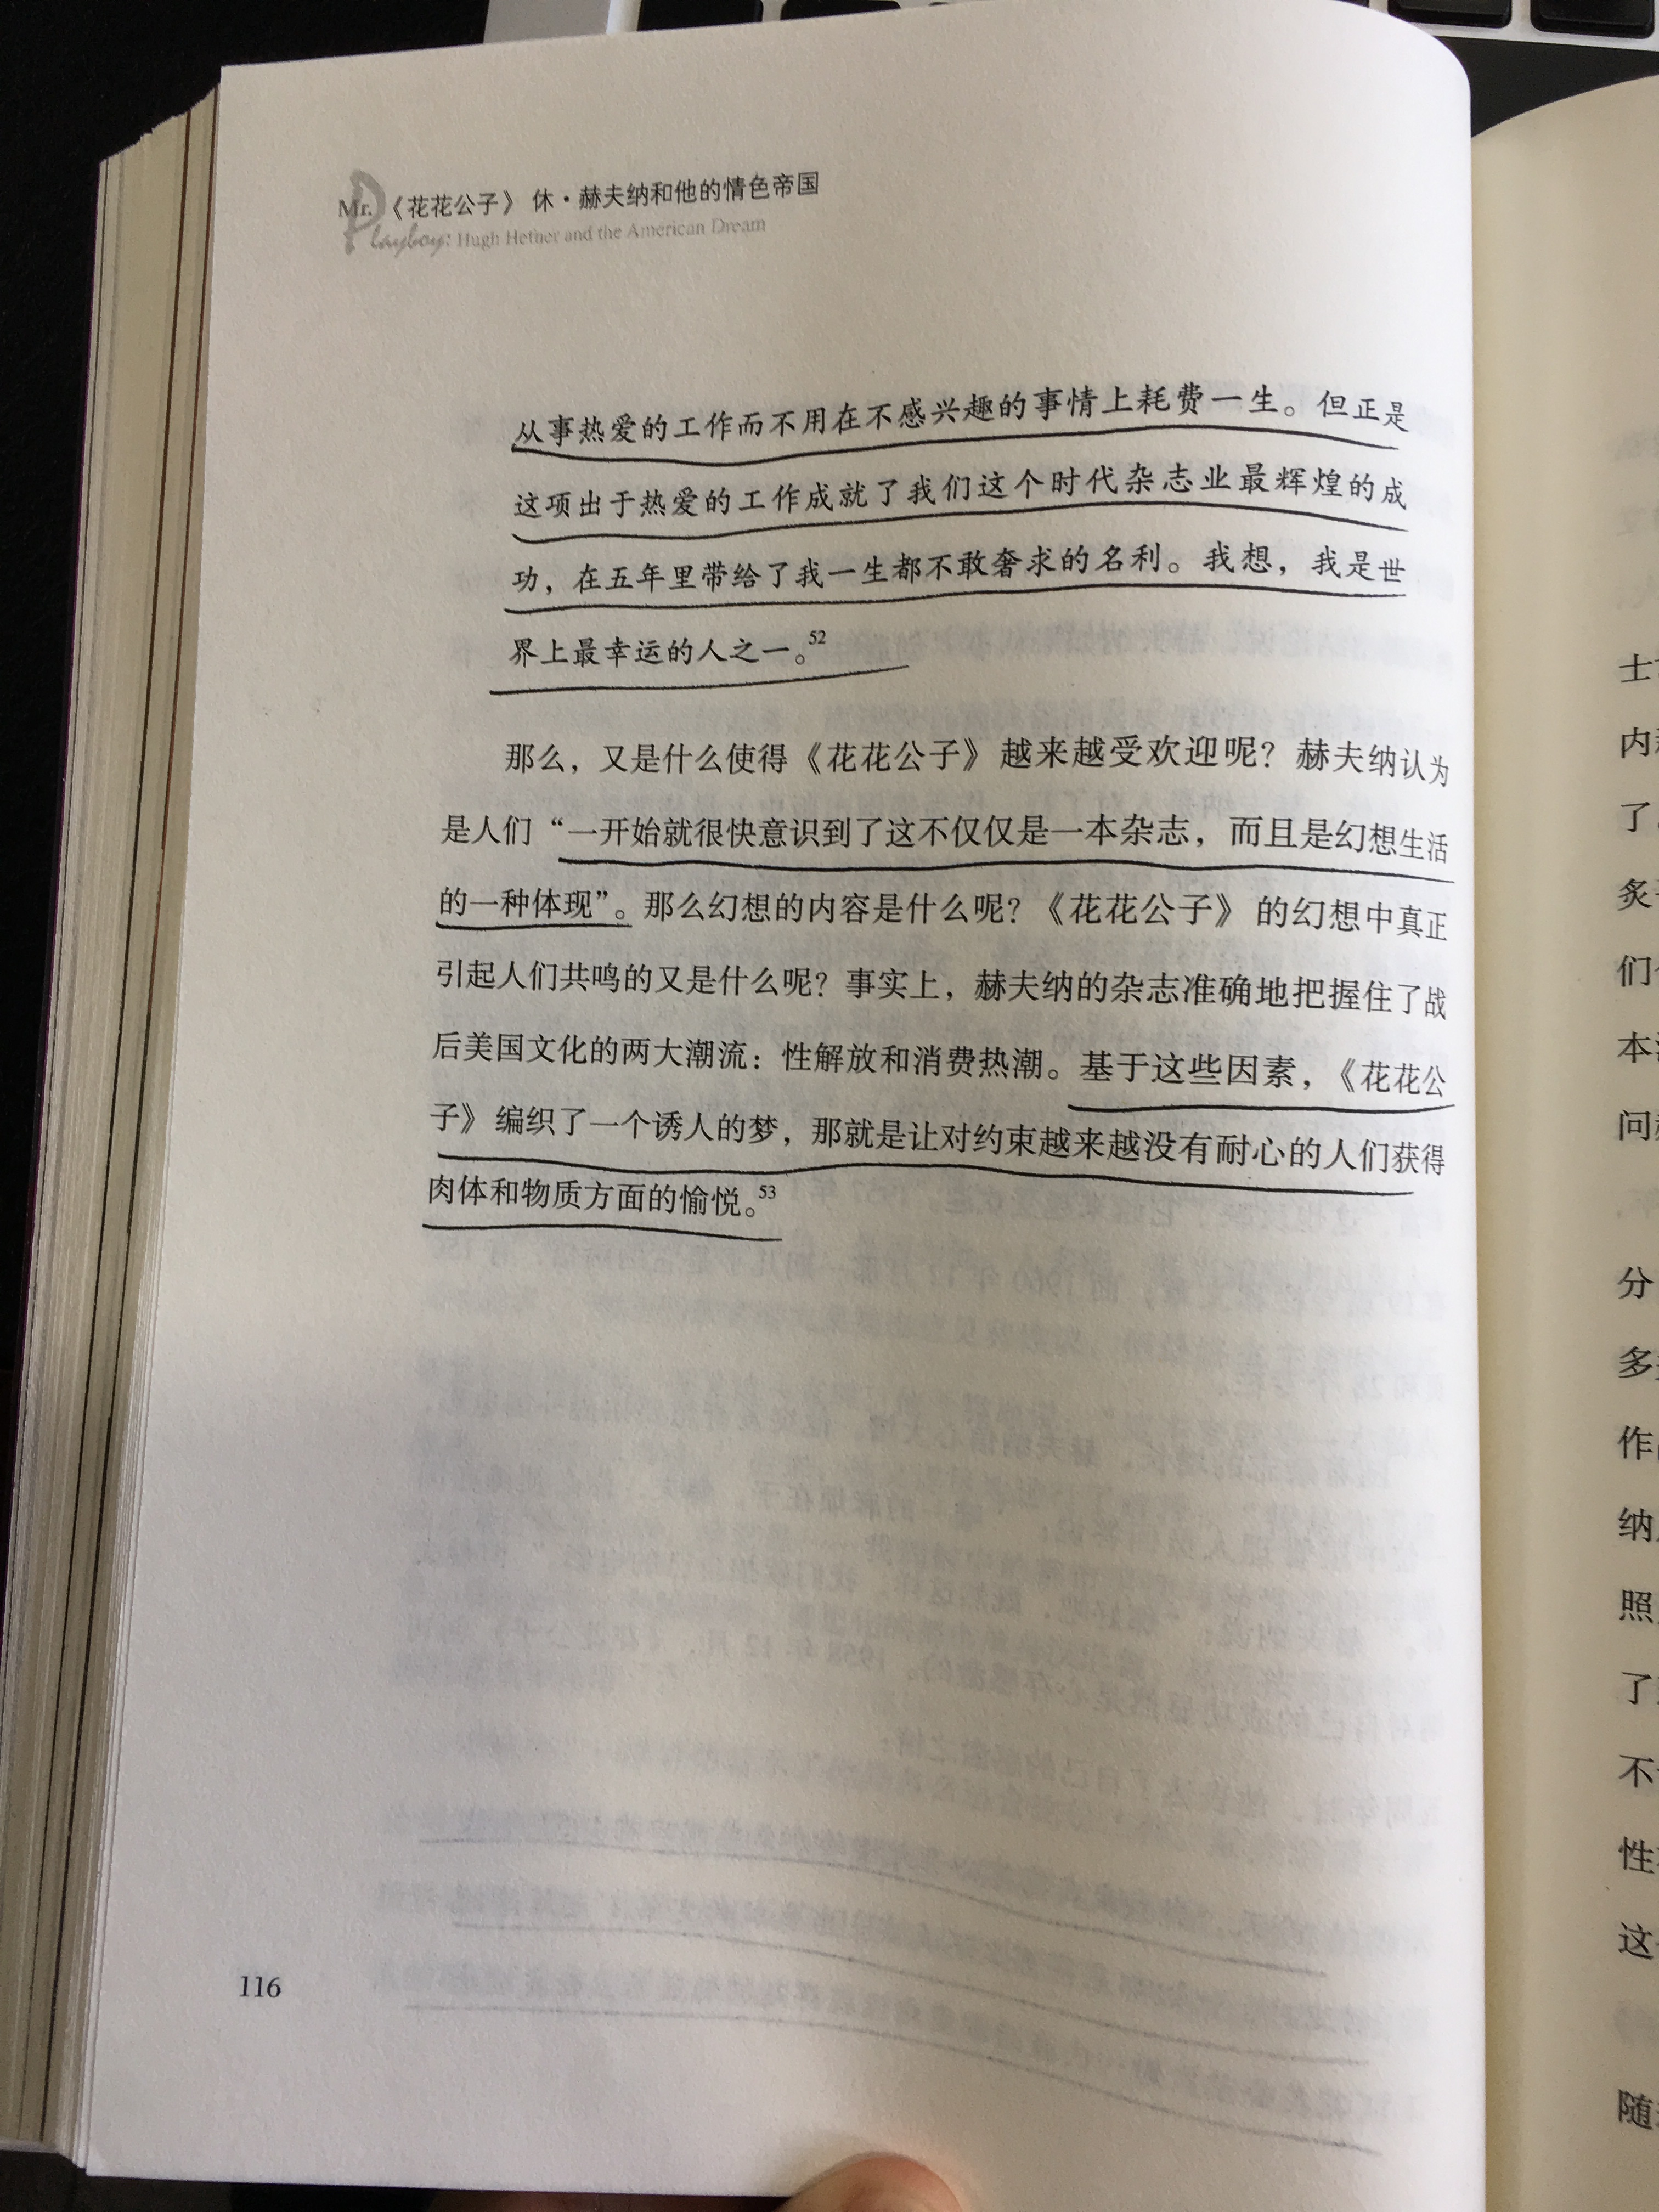 Mr.《花花公子》 休·赫夫纳和他的情色帝国
Playboy: Hugh Hefner and the American Dream
从事热爱的工作而不用在不感兴趣的事情上耗费一生。但正是
这项出于热爱的工作成就了我们这个时代杂志业最辉煌的成
功，在五年里带给了我一生都不敢奢求的名利。我想，我是世
界上最幸运的人之一。52
那么，又是什么使得《花花公子》越来越受欢迎呢？赫夫纳认为
是人们“一开始就很快意识到了这不仅仅是一本杂志，而且是幻想生活
的一种体现”。那么幻想的内容是什么呢？《花花公子》的幻想中真正
引起人们共鸣的又是什么呢？事实上，赫夫纳的杂志准确地把握住了战
后美国文化的两大潮流：性解放和消费热潮。基于这些因素，《花花公
子》编织了一个诱人的梦，那就是让对约束越来越没有耐心的人们获得
肉体和物质方面的愉悦。53
116
士
内
了
炙
们
本
问
分
多
作
纳
照
了
不
性
这
随